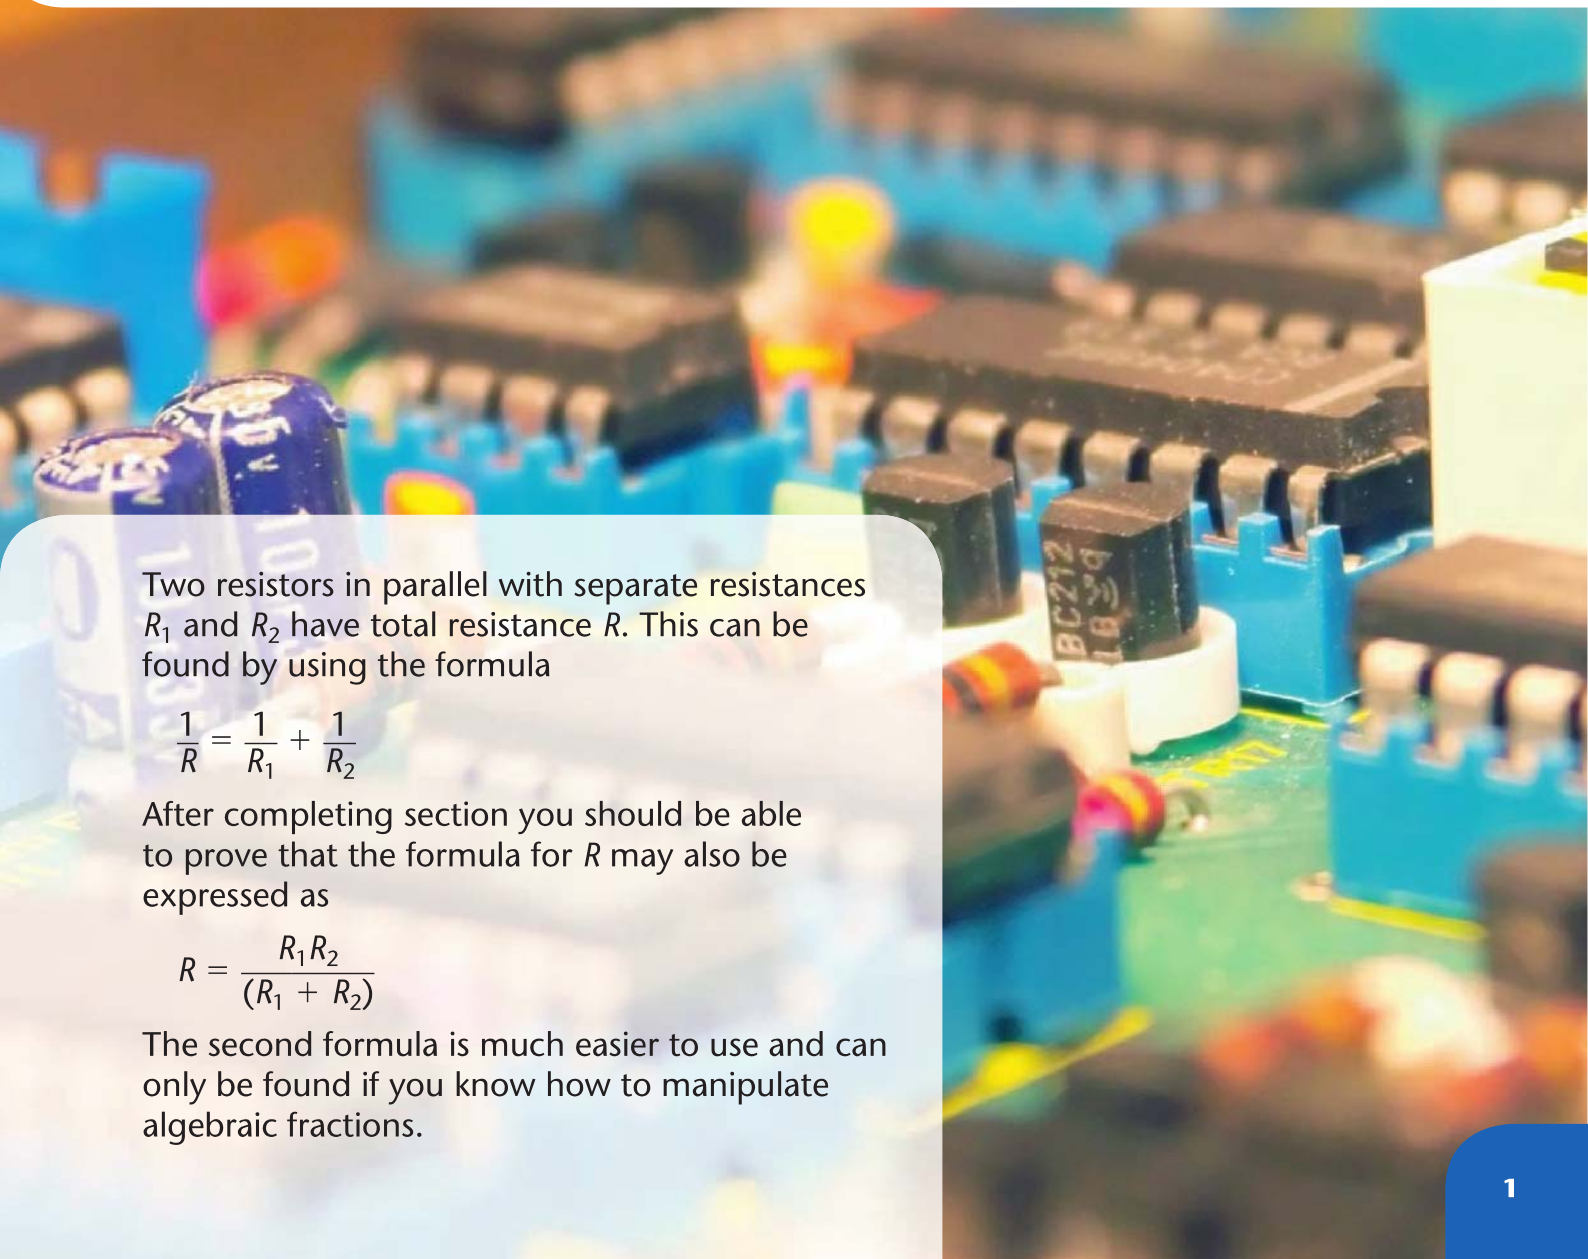 Two resistors in parallel with separate resistances
R₁ and R₂ have total resistance R. This can be
found by using the formula
1/R = 1/R₁ + 1/R₂
After completing section you should be able
to prove that the formula for R may also be
expressed as
R = R₁R₂/(R₁ + R₂)
The second formula is much easier to use and can
only be found if you know how to manipulate
algebraic fractions.
BC212
1